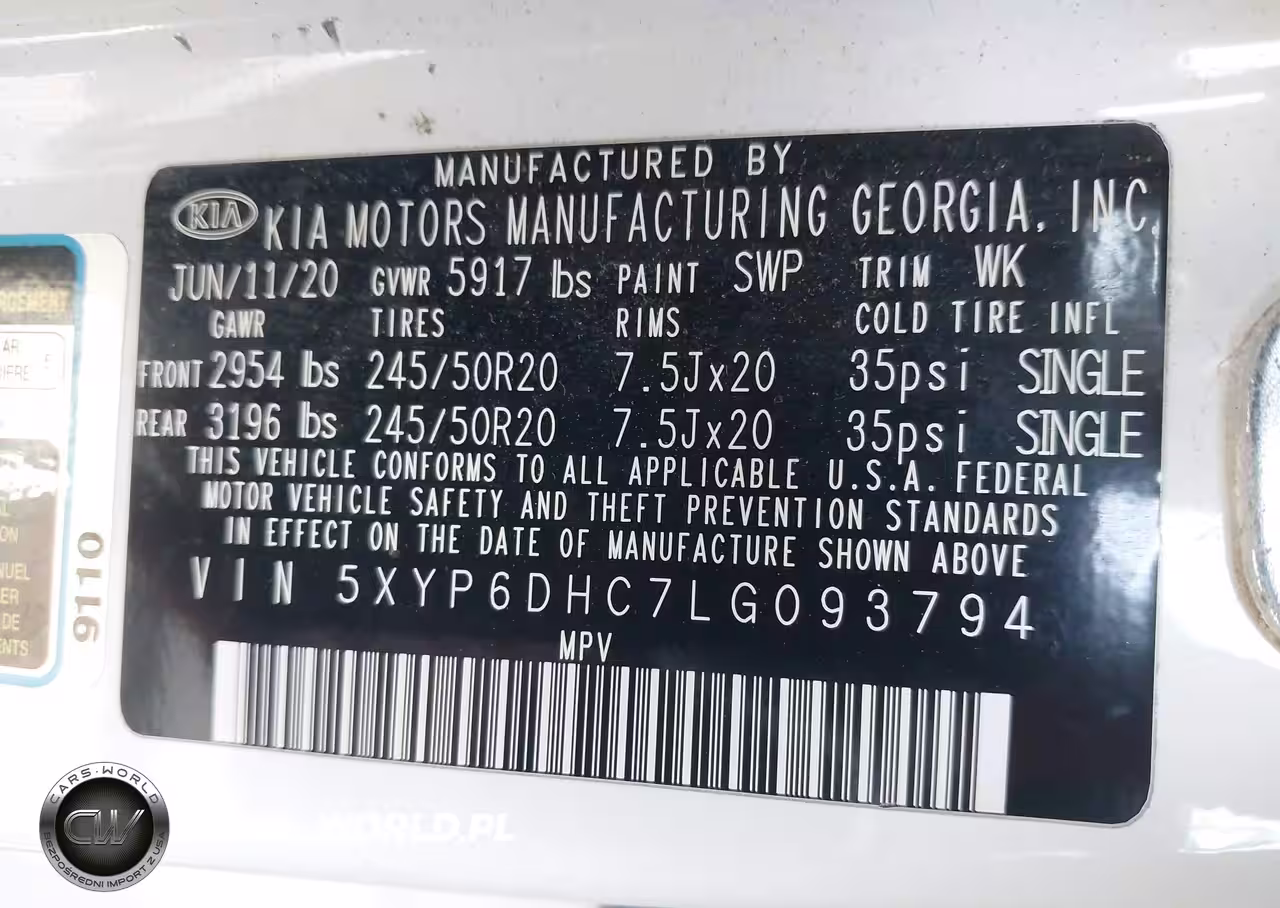 MANUFACTURED BY
KIA KIA MOTORS MANUFACTURING GEORGIA, INC
JUN/11/20 GVWR 5917 lbs PAINT SWP TRIM WK
GAWR TIRES RIMS COLD TIRE INFL
FRONT 2954 lbs 245/50R20 7.5Jx20 35psi SINGLE
REAR 3196 lbs 245/50R20 7.5Jx20 35psi SINGLE
THIS VEHICLE CONFORMS TO ALL APPLICABLE U.S.A. FEDERAL
MOTOR VEHICLE SAFETY AND THEFT PREVENTION STANDARDS
IN EFFECT ON THE DATE OF MANUFACTURE SHOWN ABOVE
VIN 5XYP6DHC7LG093794
MPV
9110
AR
5
DE
CARS·WORLD
CW
BEZPOŚREDNI IMPORT Z USA
WORLD.PL